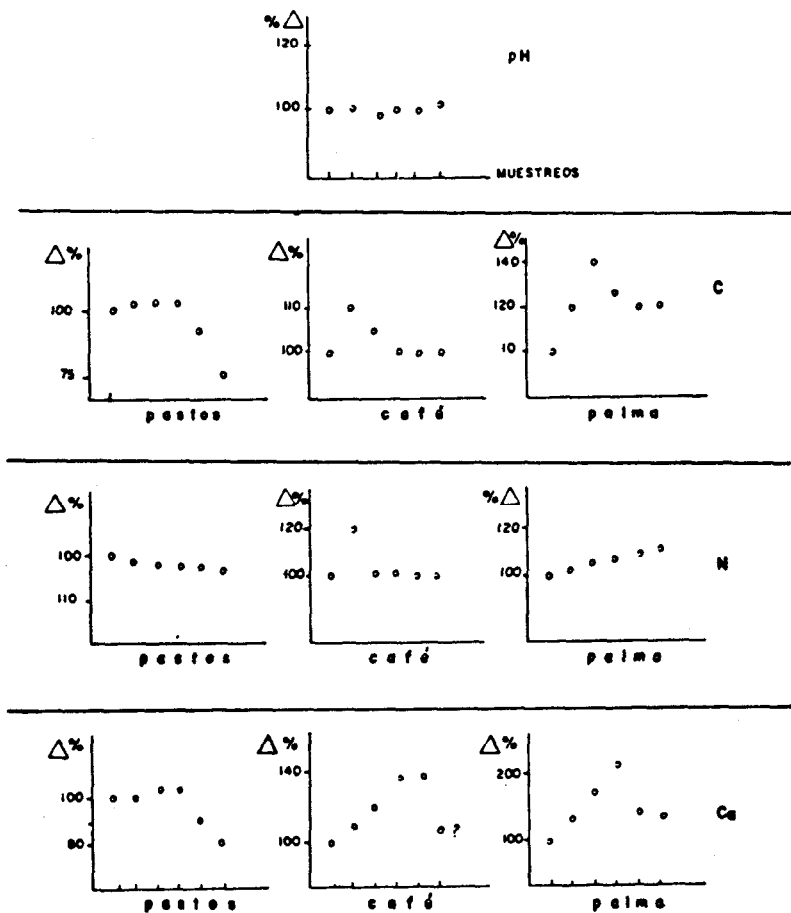 % Δ
120
pH
100
MUESTREOS
Δ%
100
75
pastos
Δ%
110
100
café
Δ%
140
120
10
palma
C
Δ%
100
110
pastos
Δ%
120
100
café
% Δ
120
100
palma
N
Δ%
100
80
pastos
Δ%
140
100
?
café
Δ%
200
100
palma
Ca